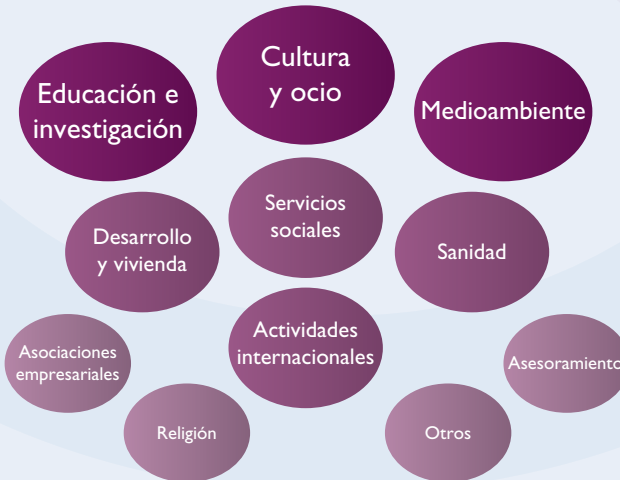 Cultura
y ocio
Educación e
investigación
Medioambiente
Servicios
sociales
Desarrollo
y vivienda
Sanidad
Actividades
internacionales
Asociaciones
empresariales
Asesoramiento
Religión
Otros